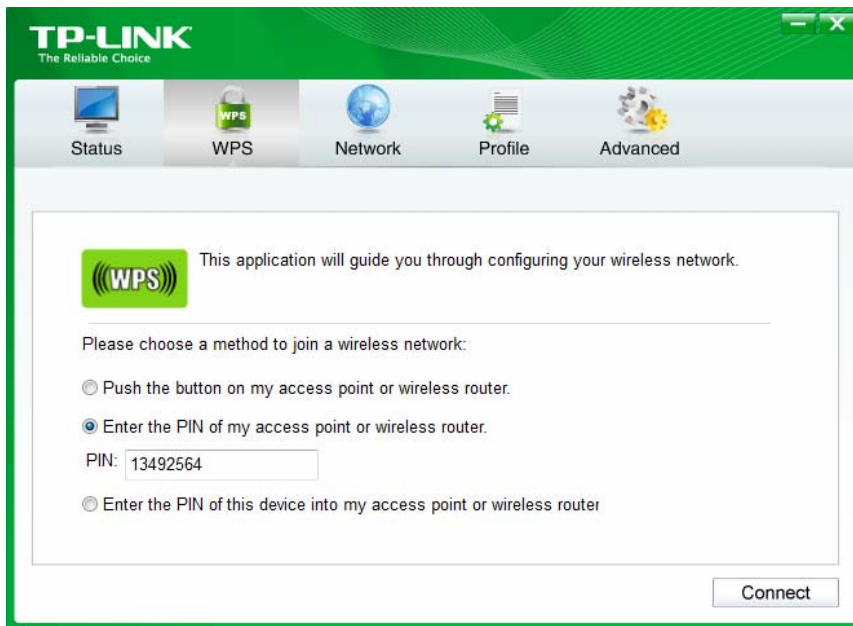 TP-LINK
The Reliable Choice
WPS
Status WPS Network Profile Advanced
(((WPS))) This application will guide you through configuring your wireless network.
Please choose a method to join a wireless network:
Push the button on my access point or wireless router.
Enter the PIN of my access point or wireless router.
PIN: 13492564
Enter the PIN of this device into my access point or wireless router
Connect